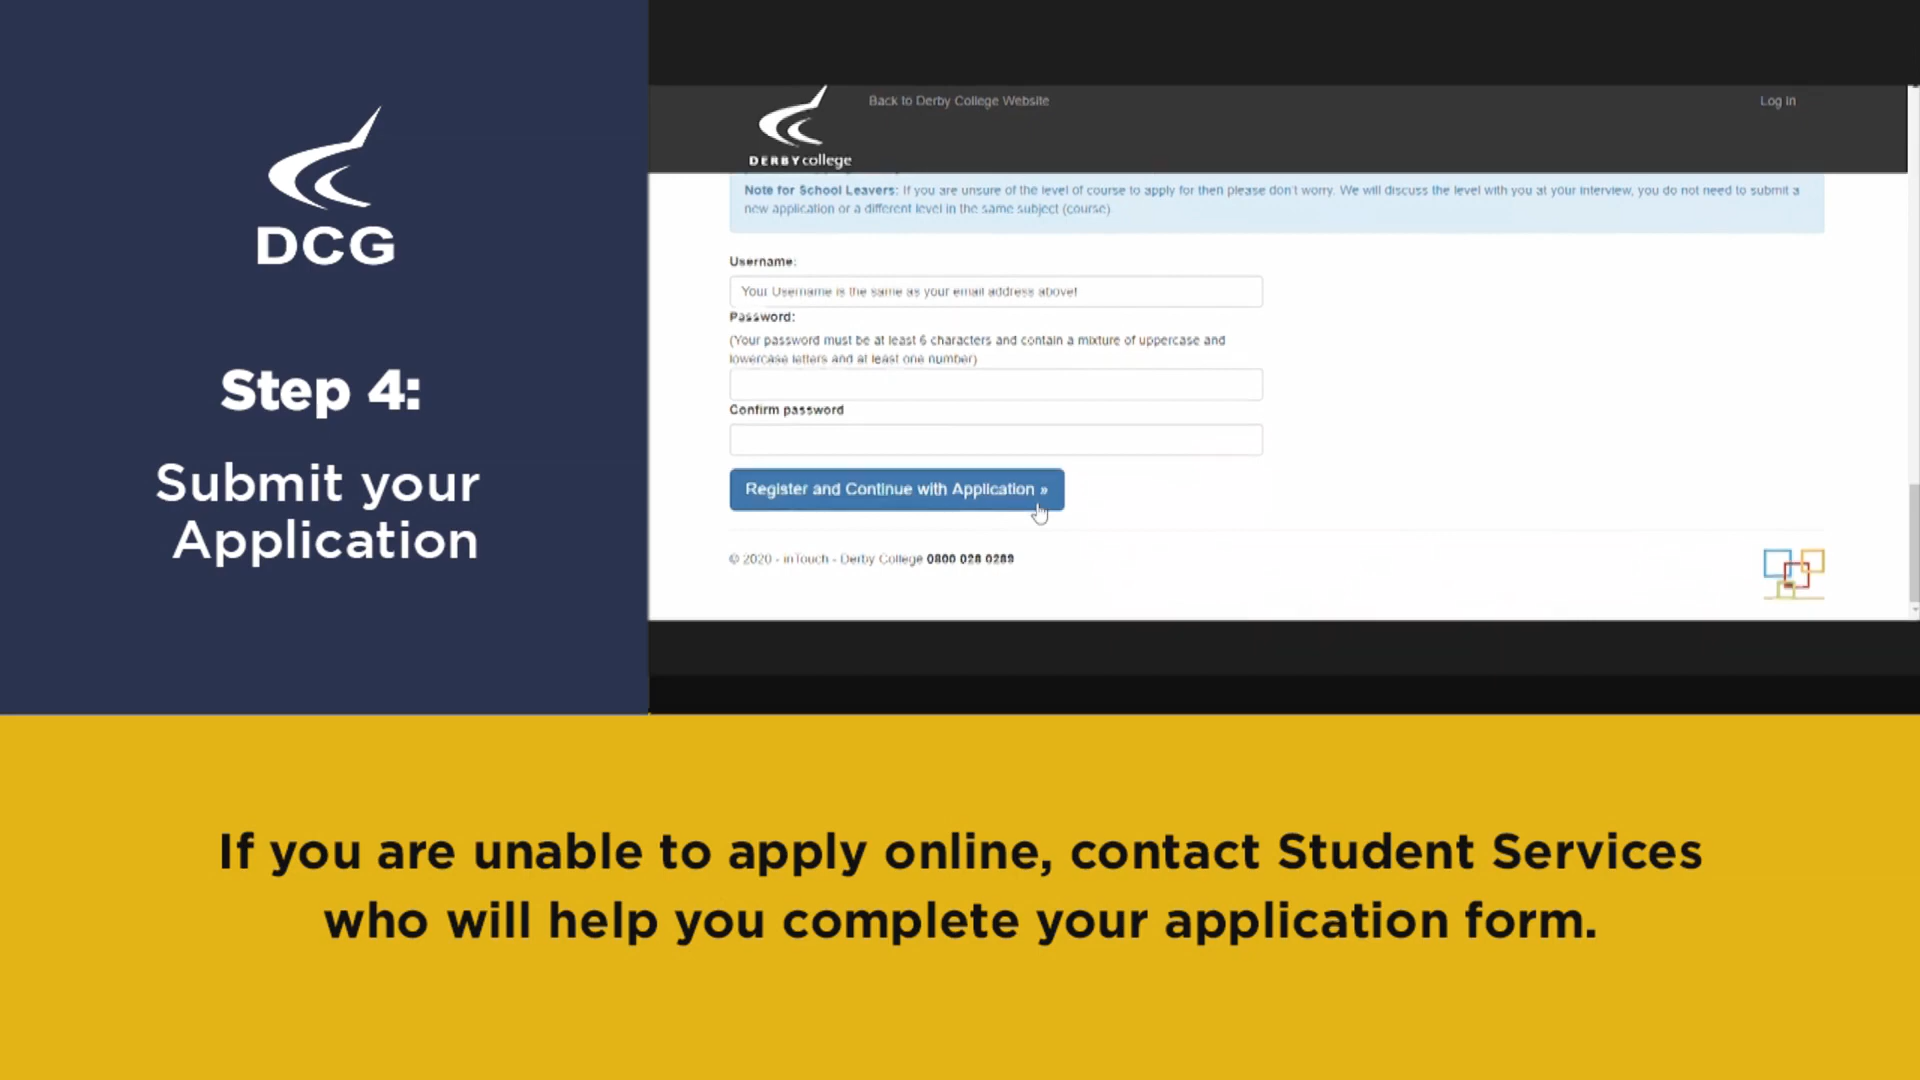 DCG
Step 4:
Submit your
Application
Back to Derby College Website
Log in
DERBYcollege
Note for School Leavers: If you are unsure of the level of course to apply for then please don't worry. We will discuss the level with you at your interview, you do not need to submit a
new application or a different level in the same subject (course)
Username:
Your Username is the same as your email address above!
Password:
(Your password must be at least 6 characters and contain a mixture of uppercase and
lowercase letters and at least one number)
Confirm password
Register and Continue with Application »
© 2020 - inTouch - Derby College 0800 028 0289
If you are unable to apply online, contact Student Services
who will help you complete your application form.